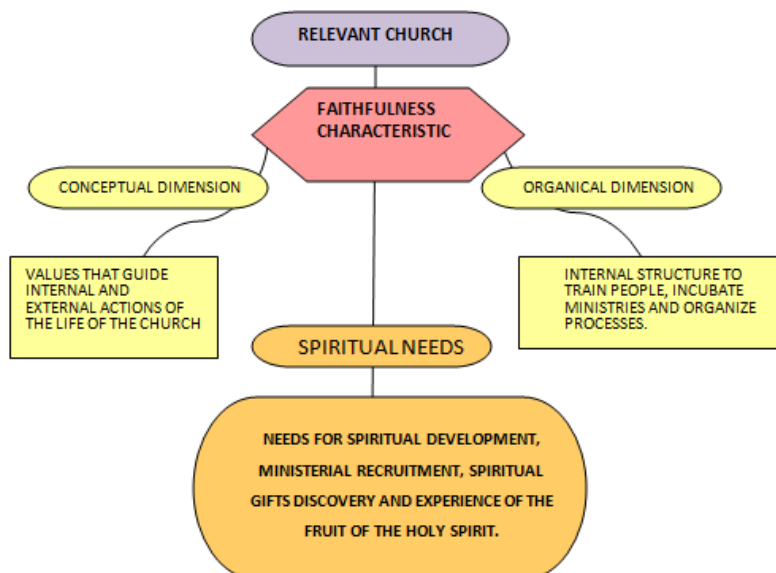 RELEVANT CHURCH
FAITHFULNESS
CHARACTERISTIC
CONCEPTUAL DIMENSION
ORGANICAL DIMENSION
VALUES THAT GUIDE
INTERNAL AND
EXTERNAL ACTIONS OF
THE LIFE OF THE CHURCH
INTERNAL STRUCTURE TO
TRAIN PEOPLE, INCUBATE
MINISTRIES AND ORGANIZE
PROCESSES.
SPIRITUAL NEEDS
NEEDS FOR SPIRITUAL DEVELOPMENT,
MINISTERIAL RECRUITMENT, SPIRITUAL
GIFTS DISCOVERY AND EXPERIENCE OF THE
FRUIT OF THE HOLY SPIRIT.